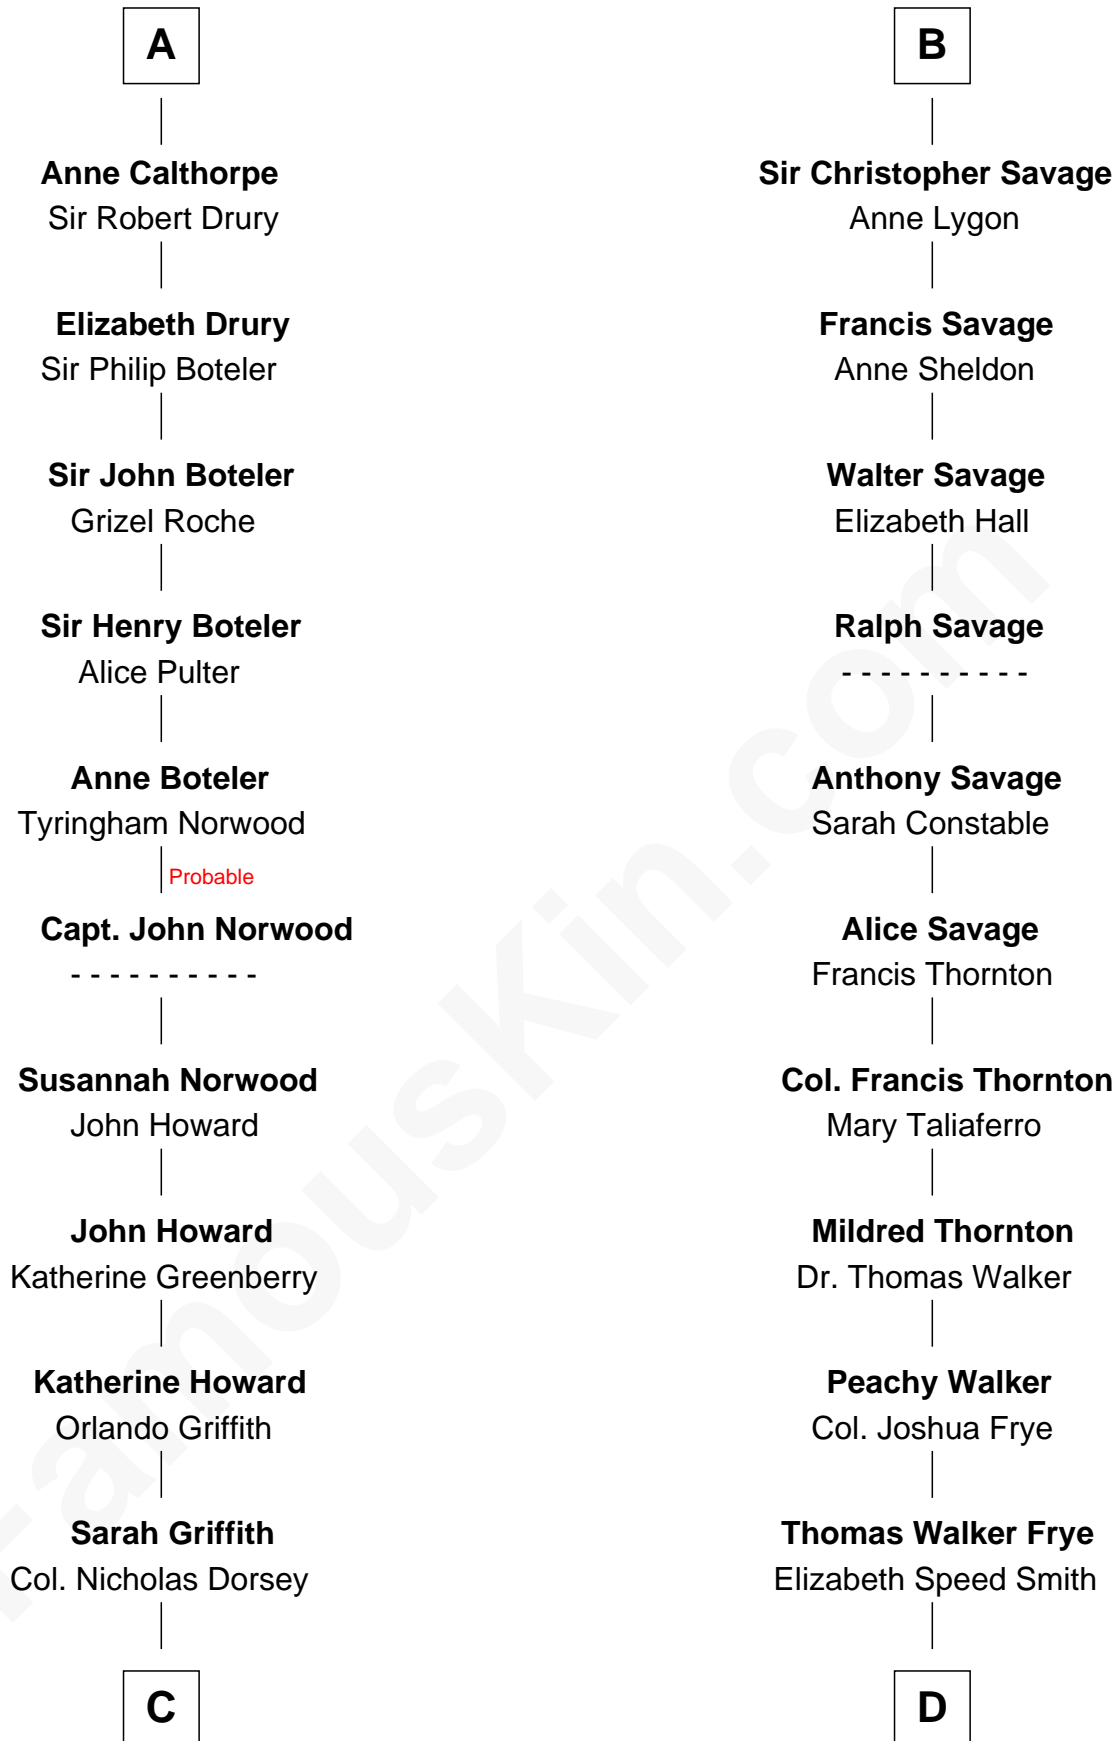 A
Anne Calthorpe
Sir Robert Drury
Elizabeth Drury
Sir Philip Boteler
Sir John Boteler
Grizel Roche
Sir Henry Boteler
Alice Pulter
Anne Boteler
Tyringham Norwood
Probable
Capt. John Norwood
- - - - - - - - - -
Susannah Norwood
John Howard
John Howard
Katherine Greenberry
Katherine Howard
Orlando Griffith
Sarah Griffith
Col. Nicholas Dorsey
C
B
Sir Christopher Savage
Anne Lygon
Francis Savage
Anne Sheldon
Walter Savage
Elizabeth Hall
Ralph Savage
- - - - - - - - - -
Anthony Savage
Sarah Constable
Alice Savage
Francis Thornton
Col. Francis Thornton
Mary Taliaferro
Mildred Thornton
Dr. Thomas Walker
Peachy Walker
Col. Joshua Frye
Thomas Walker Frye
Elizabeth Speed Smith
D
FamousKin.com